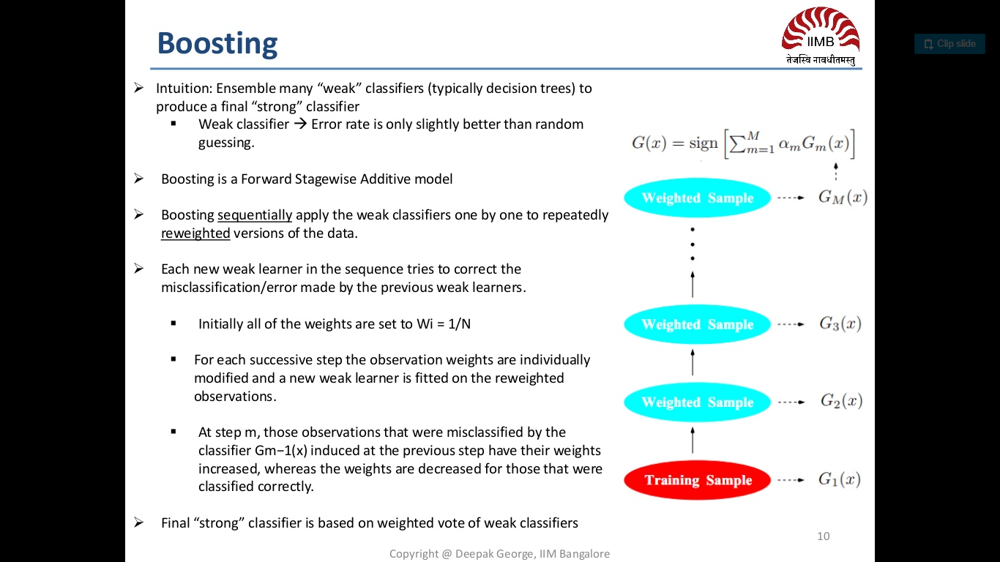 Boosting
IIMB
तेजस्वि नावधीतमस्तु
Clip slide
➢ Intuition: Ensemble many “weak” classifiers (typically decision trees) to
produce a final “strong” classifier
▪ Weak classifier → Error rate is only slightly better than random
guessing.
➢ Boosting is a Forward Stagewise Additive model
➢ Boosting sequentially apply the weak classifiers one by one to repeatedly
reweighted versions of the data.
➢ Each new weak learner in the sequence tries to correct the
misclassification/error made by the previous weak learners.
▪ Initially all of the weights are set to Wi = 1/N
▪ For each successive step the observation weights are individually
modified and a new weak learner is fitted on the reweighted
observations.
▪ At step m, those observations that were misclassified by the
classifier Gm−1(x) induced at the previous step have their weights
increased, whereas the weights are decreased for those that were
classified correctly.
➢ Final “strong” classifier is based on weighted vote of weak classifiers
G(x) = sign [∑_{m=1}^{M} α_m G_m(x)]
Weighted Sample G_M(x)
Weighted Sample G_3(x)
Weighted Sample G_2(x)
Training Sample G_1(x)
10
Copyright @ Deepak George, IIM Bangalore